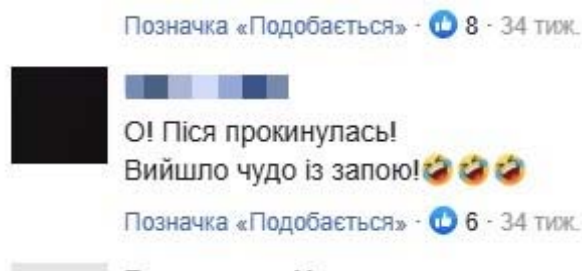 Позначка «Подобається» · 8 · 34 тиж.
О! Піся прокинулась!
Вийшло чудо із запою!🤣🤣🤣
Позначка «Подобається» · 6 · 34 тиж.